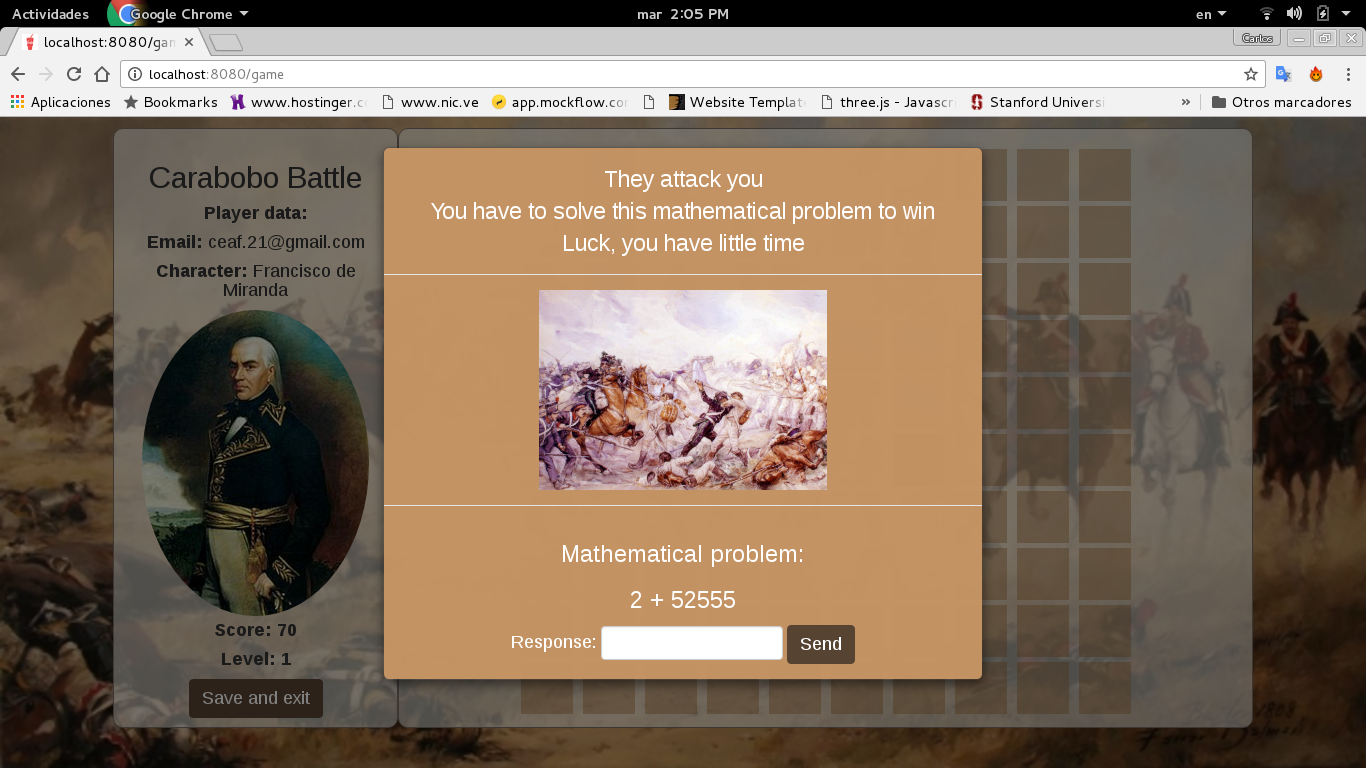 Actividades
Google Chrome
mar 2:05 PM
en
localhost:8080/gam
Carlos
localhost:8080/game
Aplicaciones
Bookmarks
www.hostinger.co
www.nic.ve
app.mockflow.com
Website Templat
three.js - Javascri
Stanford Universi
»
Otros marcadores
Carabobo Battle
Player data:
Email: ceaf.21@gmail.com
Character: Francisco de
Miranda
Score: 70
Level: 1
Save and exit
They attack you
You have to solve this mathematical problem to win
Luck, you have little time
Mathematical problem:
2 + 52555
Response:
Send